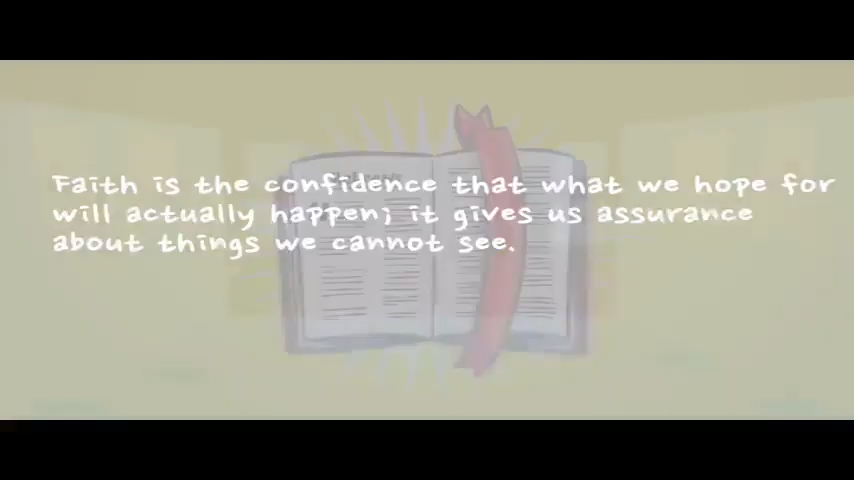 Faith is the confidence that what we hope for
will actually happen; it gives us assurance
about things we cannot see.